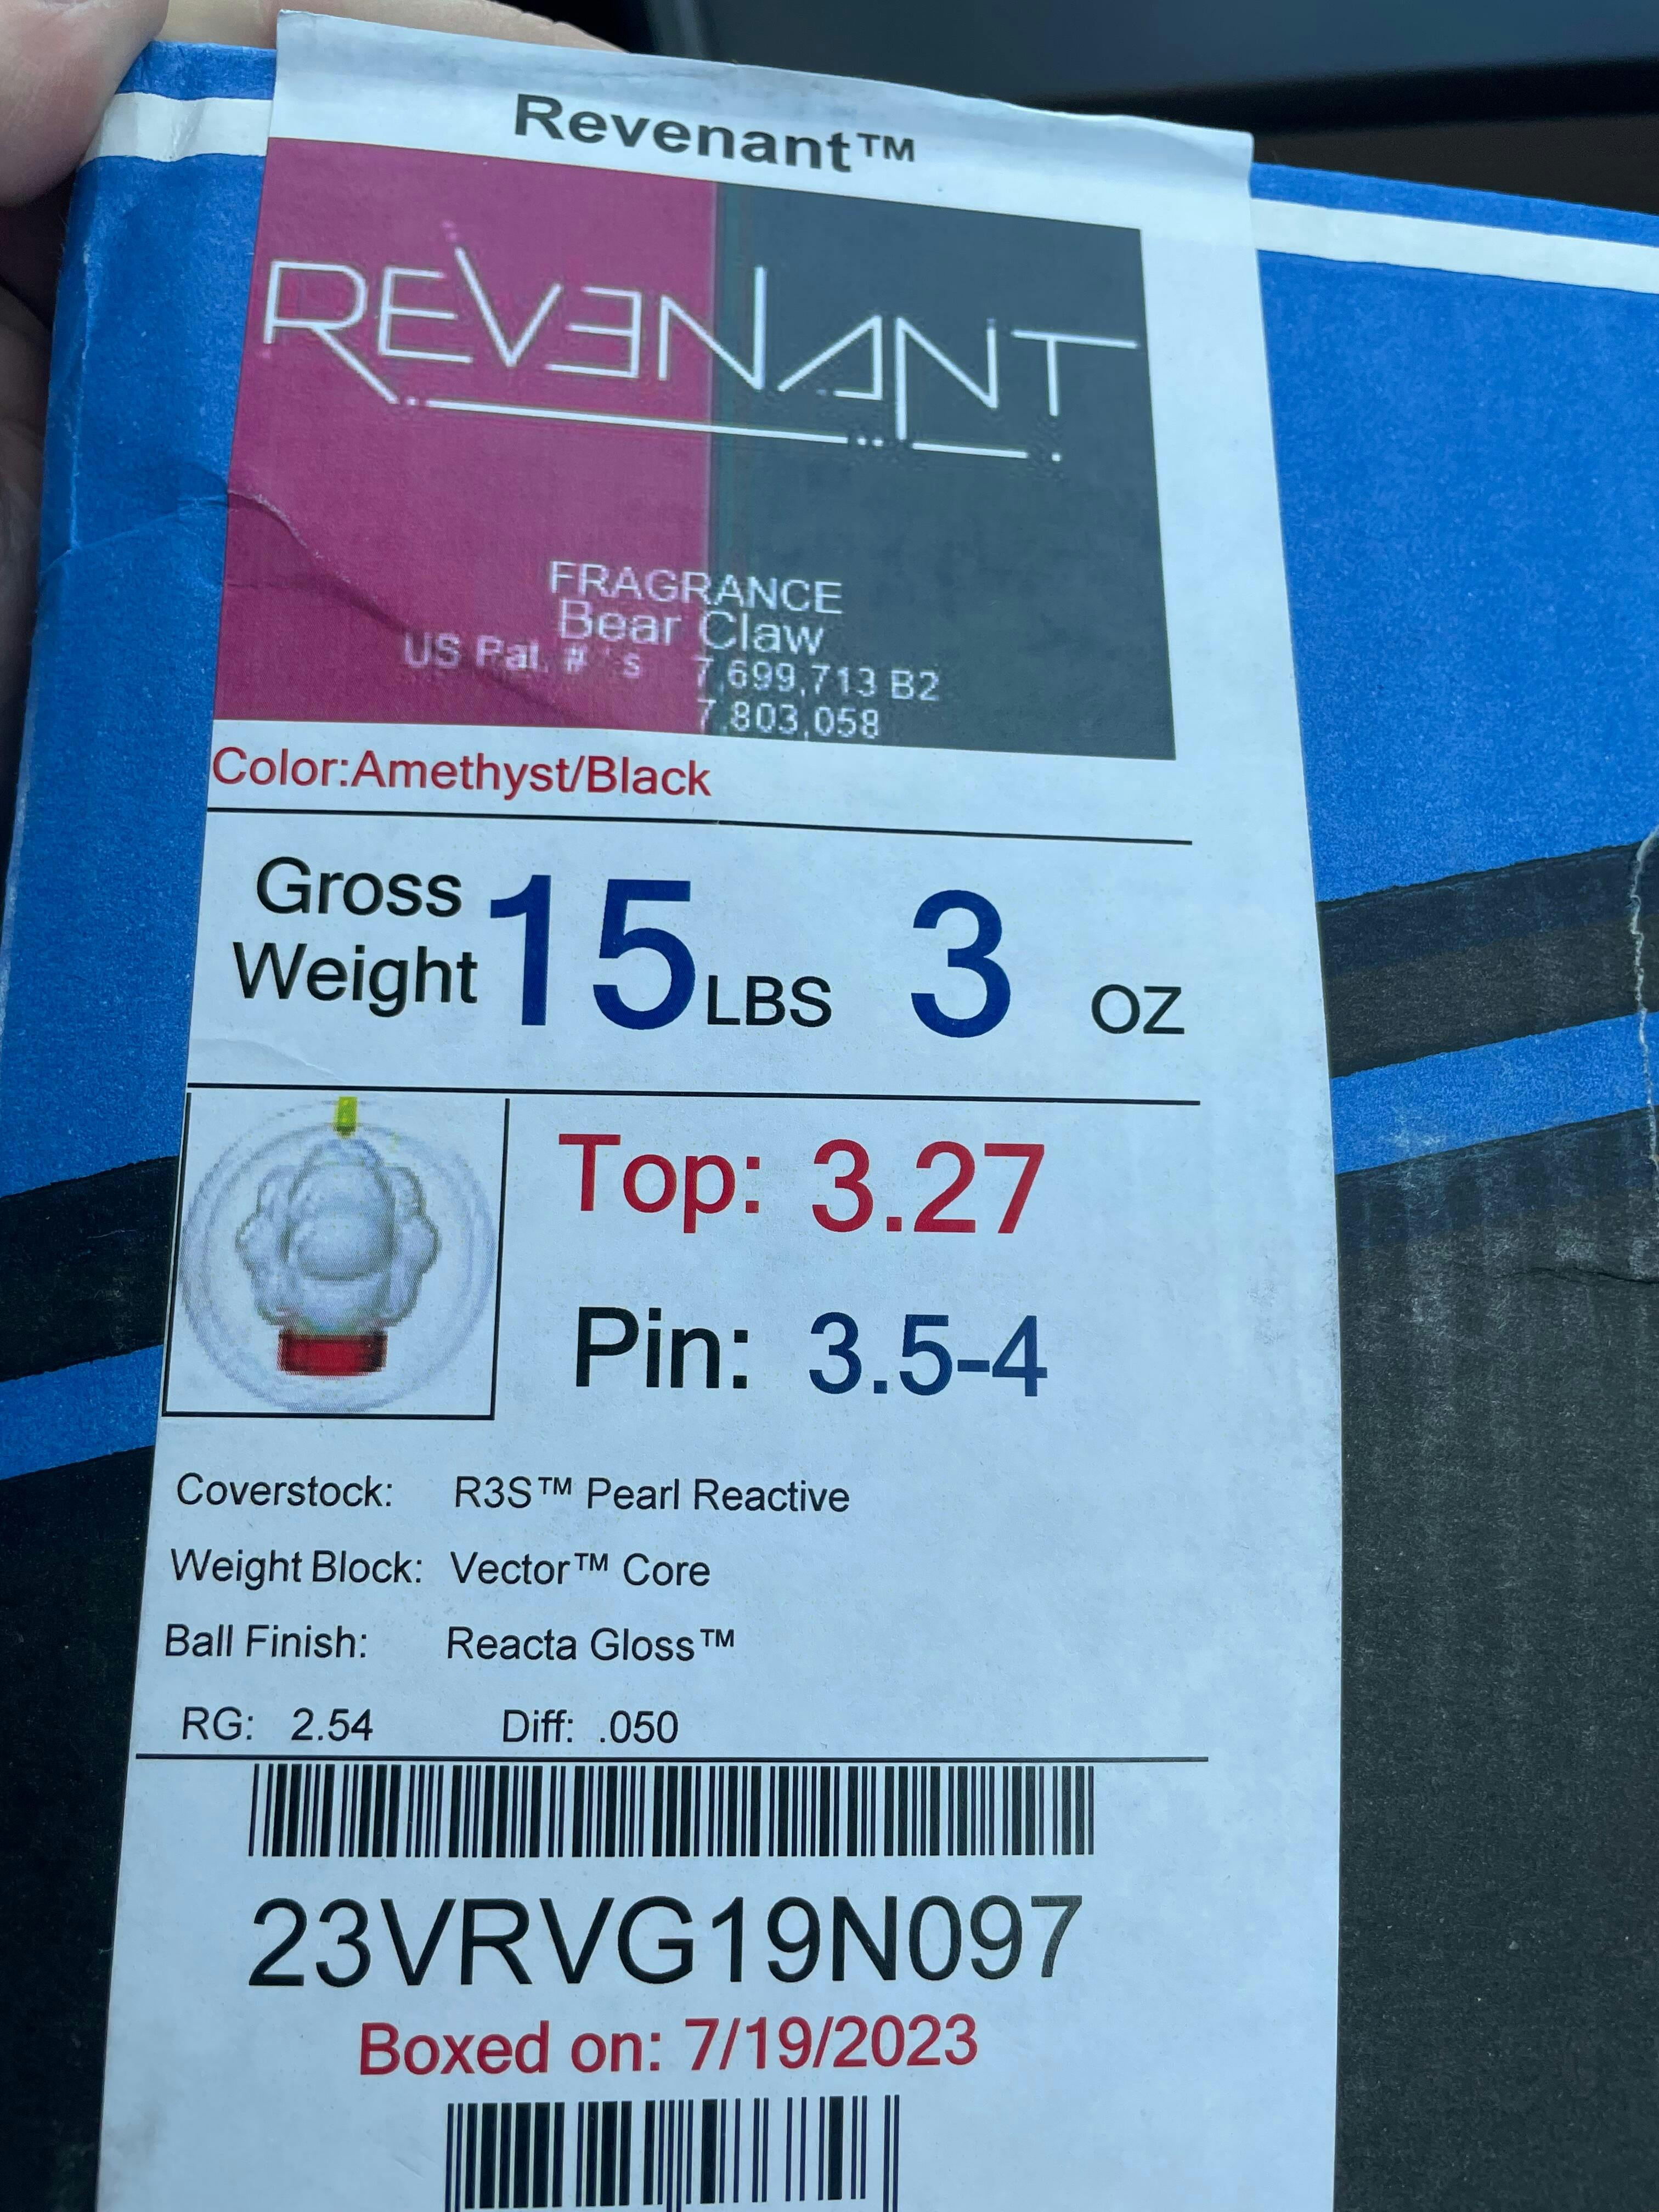 Revenant™
REVENANT
FRAGRANCE
Bear Claw
US Pat. # 's 7,699,713 B2
7,803,058
Color:Amethyst/Black
Gross Weight 15 LBS 3 OZ
Top: 3.27
Pin: 3.5-4
Coverstock: R3S™ Pearl Reactive
Weight Block: Vector™ Core
Ball Finish: Reacta Gloss™
RG: 2.54 Diff: .050
23VRVG19N097
Boxed on: 7/19/2023